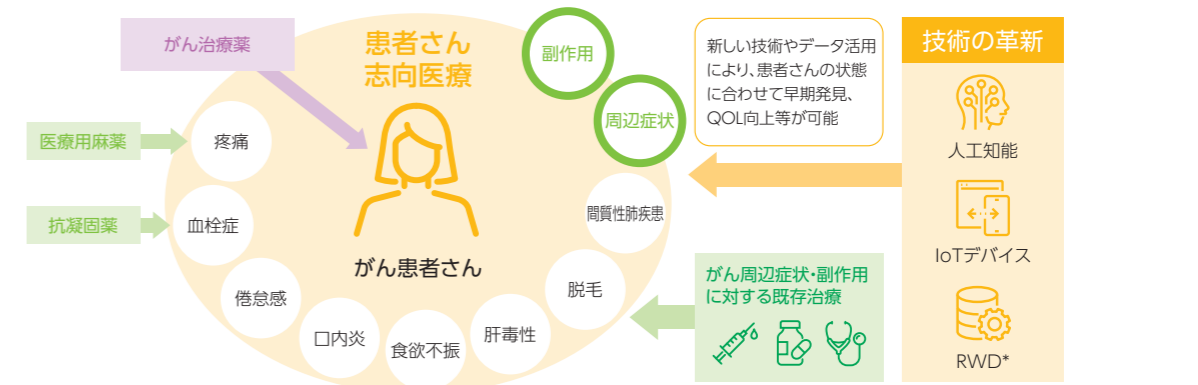 がん治療薬
患者さん
志向医療
副作用
周辺症状
新しい技術やデータ活用
により、患者さんの状態
に合わせて早期発見、
QOL向上等が可能
技術の革新
人工知能
IoTデバイス
RWD*
医療用麻薬
疼痛
抗凝固薬
血栓症
倦怠感
口内炎
食欲不振
肝毒性
脱毛
間質性肺疾患
がん患者さん
がん周辺症状・副作用
に対する既存治療